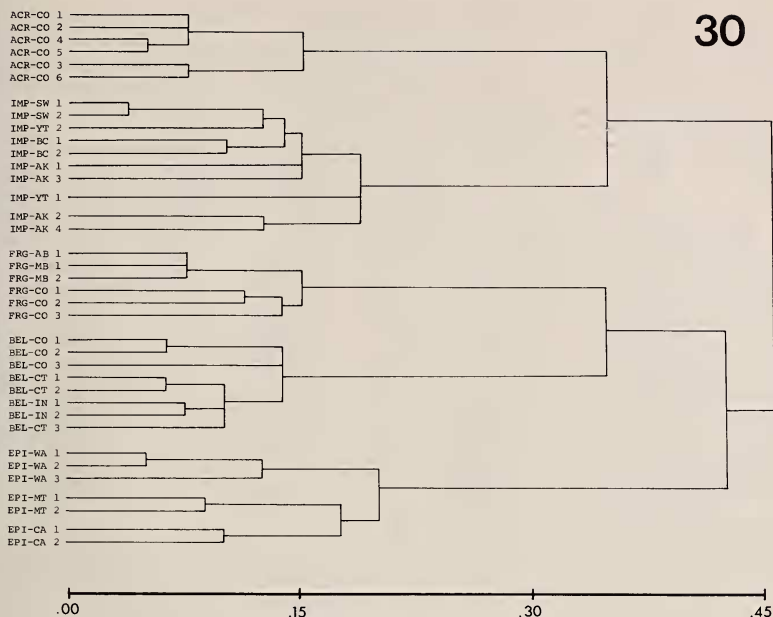 30
ACR-CO 1
ACR-CO 2
ACR-CO 4
ACR-CO 5
ACR-CO 3
ACR-CO 6
IMP-SW 1
IMP-SW 2
IMP-YT 2
IMP-BC 1
IMP-BC 2
IMP-AK 1
IMP-AK 3
IMP-YT 1
IMP-AK 2
IMP-AK 4
FRG-AB 1
FRG-MB 1
FRG-MB 2
FRG-CO 1
FRG-CO 2
FRG-CO 3
BEL-CO 1
BEL-CO 2
BEL-CO 3
BEL-CT 1
BEL-CT 2
BEL-IN 1
BEL-IN 2
BEL-CT 3
EPI-WA 1
EPI-WA 2
EPI-WA 3
EPI-MT 1
EPI-MT 2
EPI-CA 1
EPI-CA 2
.00 .15 .30 .45